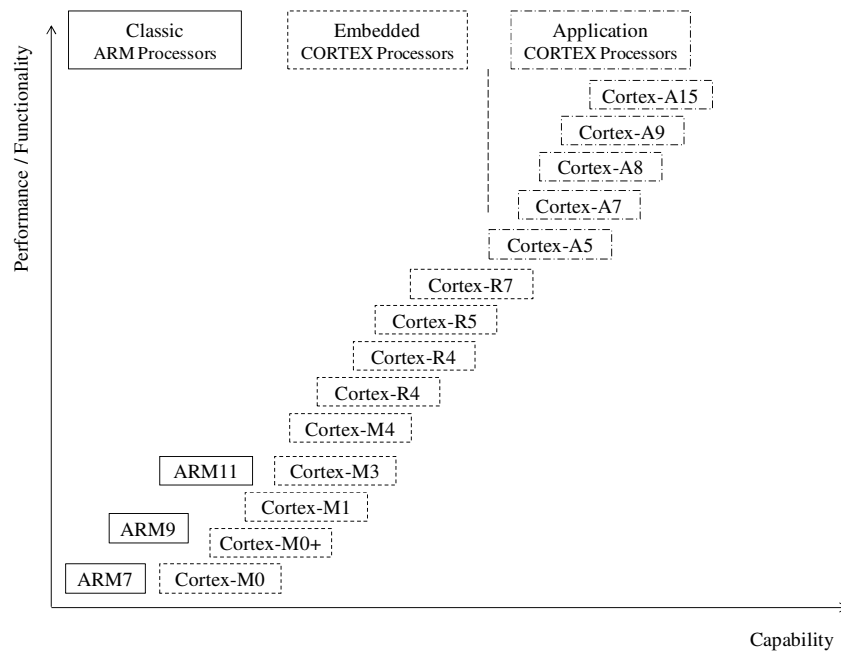 Classic
ARM Processors
Embedded
CORTEX Processors
Application
CORTEX Processors
Performance / Functionality
Cortex-A15
Cortex-A9
Cortex-A8
Cortex-A7
Cortex-A5
Cortex-R7
Cortex-R5
Cortex-R4
Cortex-R4
Cortex-M4
ARM11
Cortex-M3
Cortex-M1
ARM9
Cortex-M0+
ARM7
Cortex-M0
Capability